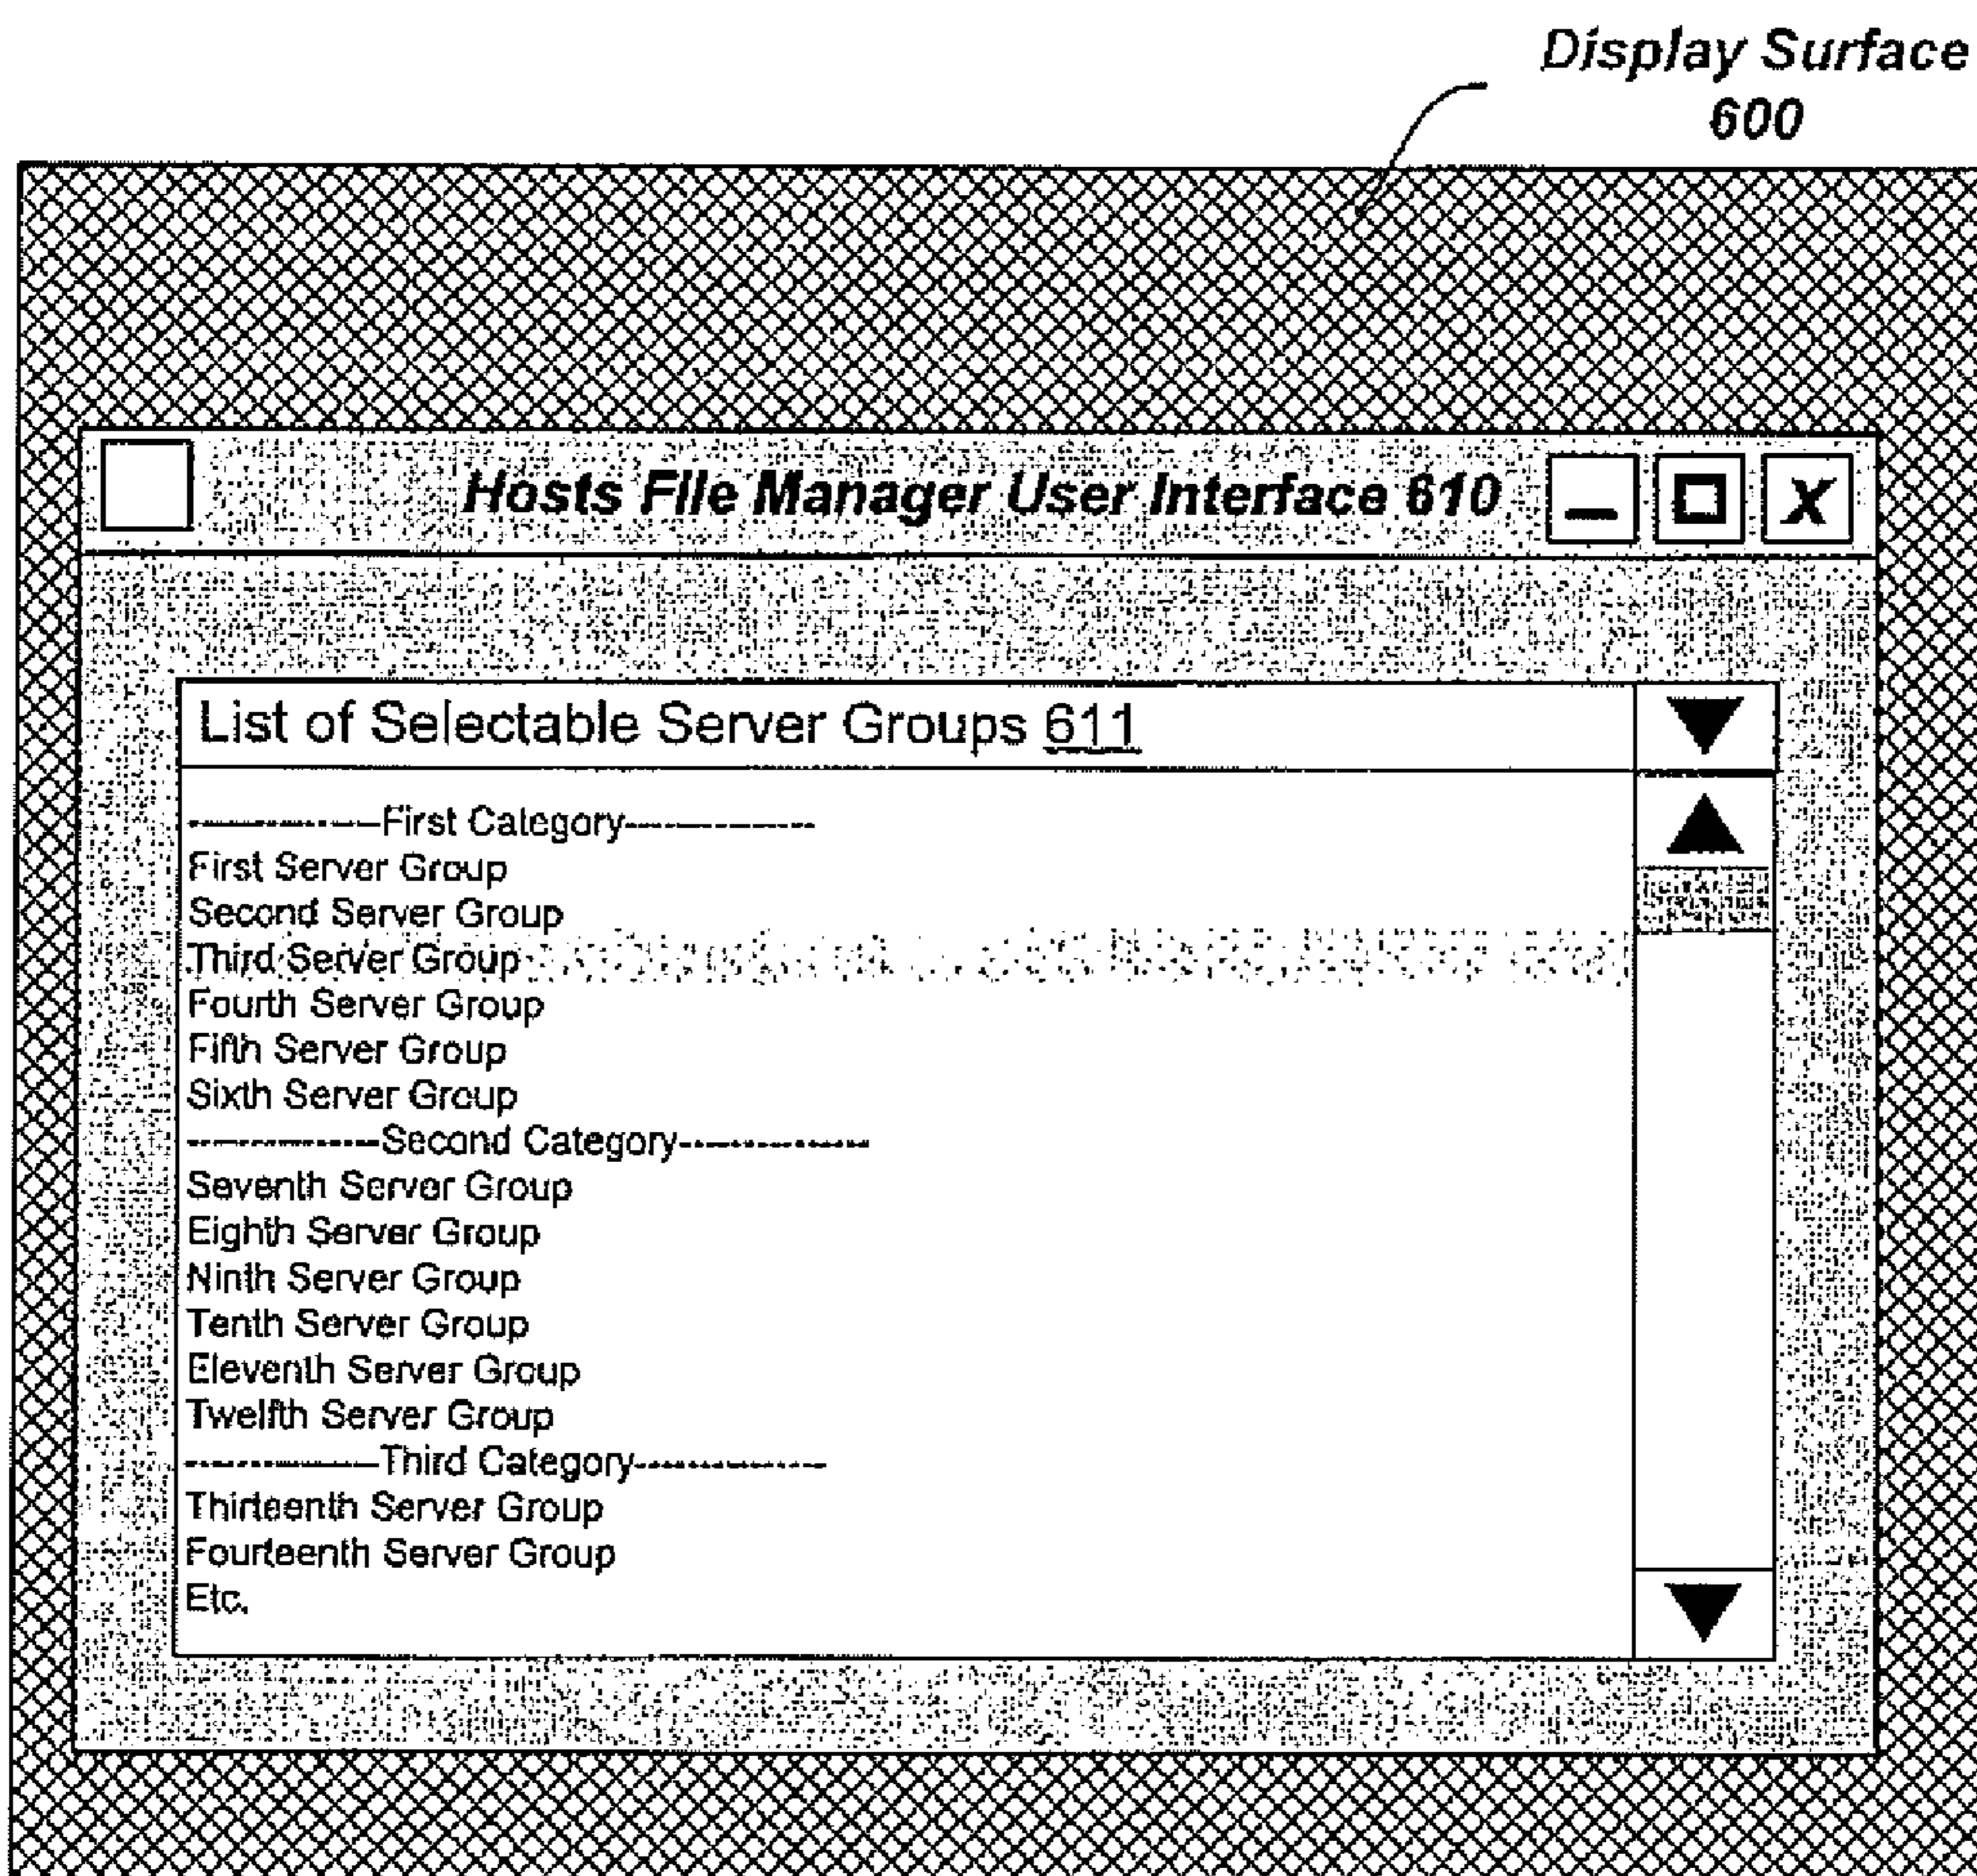 Display Surface
600
Hosts File Manager User Interface 610
X
List of Selectable Server Groups 611
--------------First Category--------------
First Server Group
Second Server Group
Third Server Group
Fourth Server Group
Fifth Server Group
Sixth Server Group
--------------Second Category--------------
Seventh Server Group
Eighth Server Group
Ninth Server Group
Tenth Server Group
Eleventh Server Group
Twelfth Server Group
--------------Third Category--------------
Thirteenth Server Group
Fourteenth Server Group
Etc.